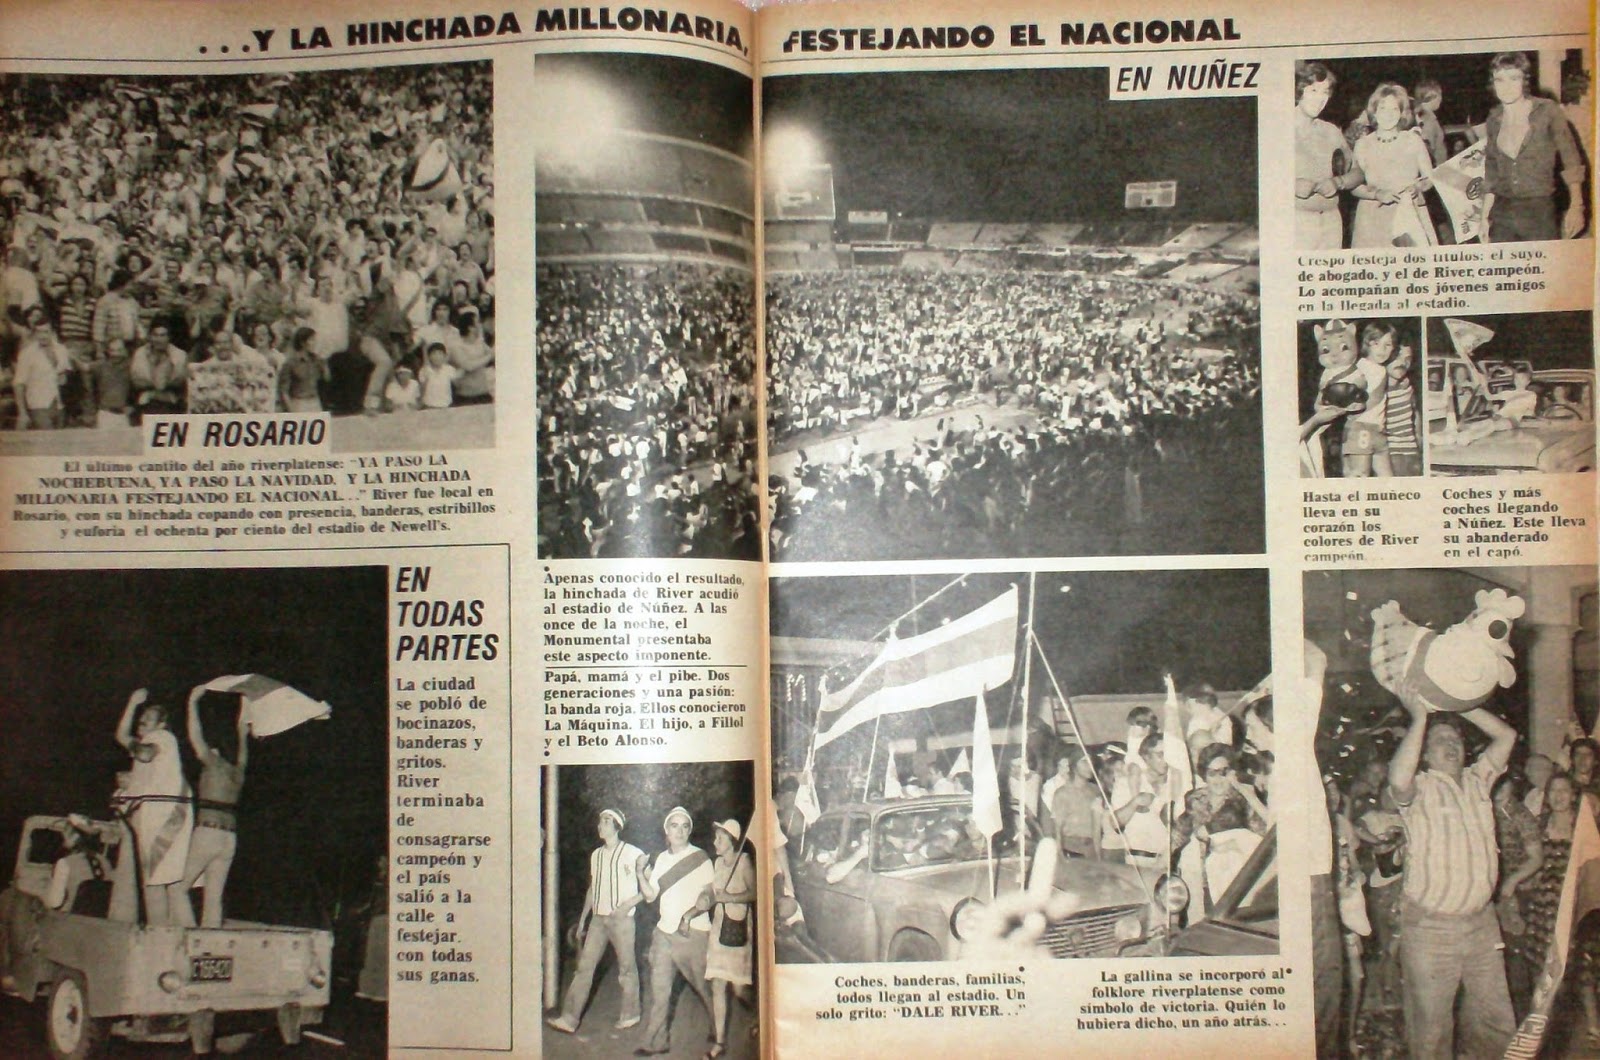 ...Y LA HINCHADA MILLONARIA, FESTEJANDO EL NACIONAL
EN ROSARIO
El último cantito del año riverplatense: "YA PASO LA
NOCHEBUENA, YA PASO LA NAVIDAD, Y LA HINCHADA
MILLONARIA FESTEJANDO EL NACIONAL..." River fue local en
Rosario, con su hinchada copando con presencia, banderas, estribillos
y euforia el ochenta por ciento del estadio de Newell's.
EN
TODAS
PARTES
La ciudad
se pobló de
bocinazos,
banderas y
gritos.
River
terminaba
de
consagrarse
campeón y
el país
salió a la
calle a
festejar,
con todas
sus ganas.
Apenas conocido el resultado,
la hinchada de River acudió
al estadio de Núñez. A las
once de la noche, el
Monumental presentaba
este aspecto imponente.
Papá, mamá y el pibe. Dos
generaciones y una pasión:
la banda roja. Ellos conocieron
La Máquina. El hijo, a Fillol
y el Beto Alonso.
EN NUÑEZ
Crespo festeja dos títulos: el suyo,
de abogado, y el de River, campeón.
Lo acompañan dos jóvenes amigos
en la llegada al estadio.
Hasta el muñeco
lleva en su
corazón los
colores de River
campeón...
Coches y más
coches llegando
a Núñez. Este lleva
su abanderado
en el capó.
Coches, banderas, familias,
todos llegan al estadio. Un
solo grito: "DALE RIVER..."
La gallina se incorporó al
folklore riverplatense como
símbolo de victoria. Quién lo
hubiera dicho, un año atrás...